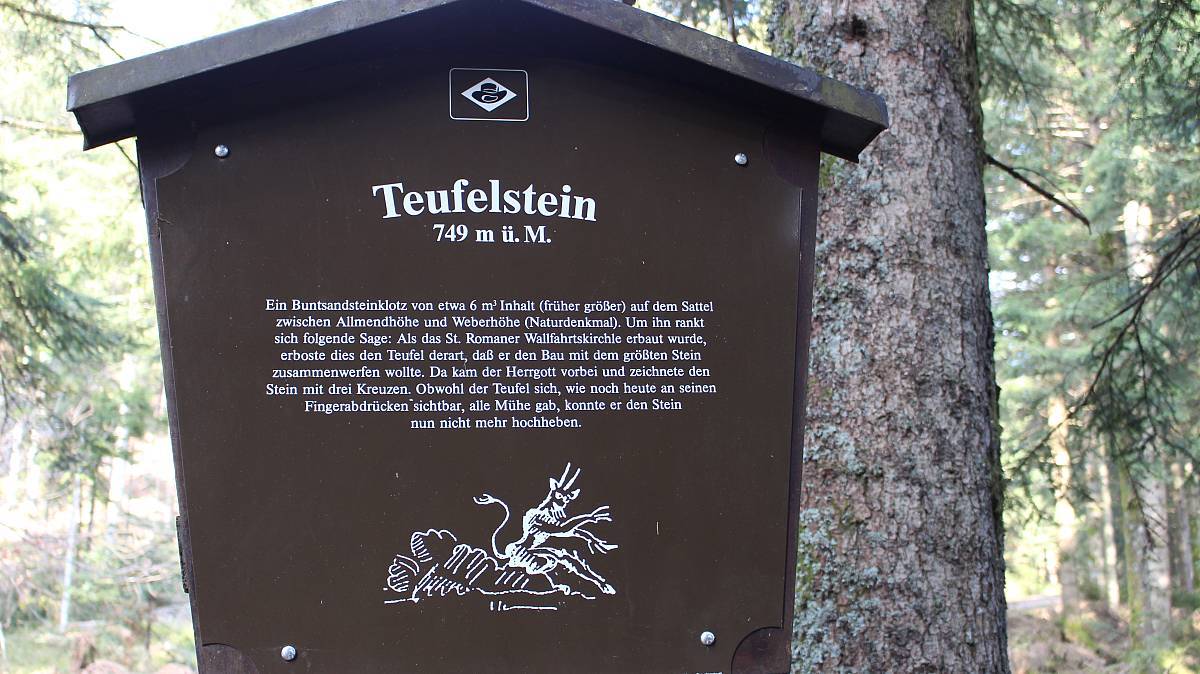 Teufelstein
749 m ü. M.
Ein Buntsandsteinklotz von etwa 6 m³ Inhalt (früher größer) auf dem Sattel
zwischen Allmendhöhe und Weberhöhe (Naturdenkmal). Um ihn rankt
sich folgende Sage: Als das St. Romaner Wallfahrtskirchle erbaut wurde,
erboste dies den Teufel derart, daß er den Bau mit dem größten Stein
zusammenwerfen wollte. Da kam der Herrgott vorbei und zeichnete den
Stein mit drei Kreuzen. Obwohl der Teufel sich, wie noch heute an seinen
Fingerabdrücken sichtbar, alle Mühe gab, konnte er den Stein
nun nicht mehr hochheben.